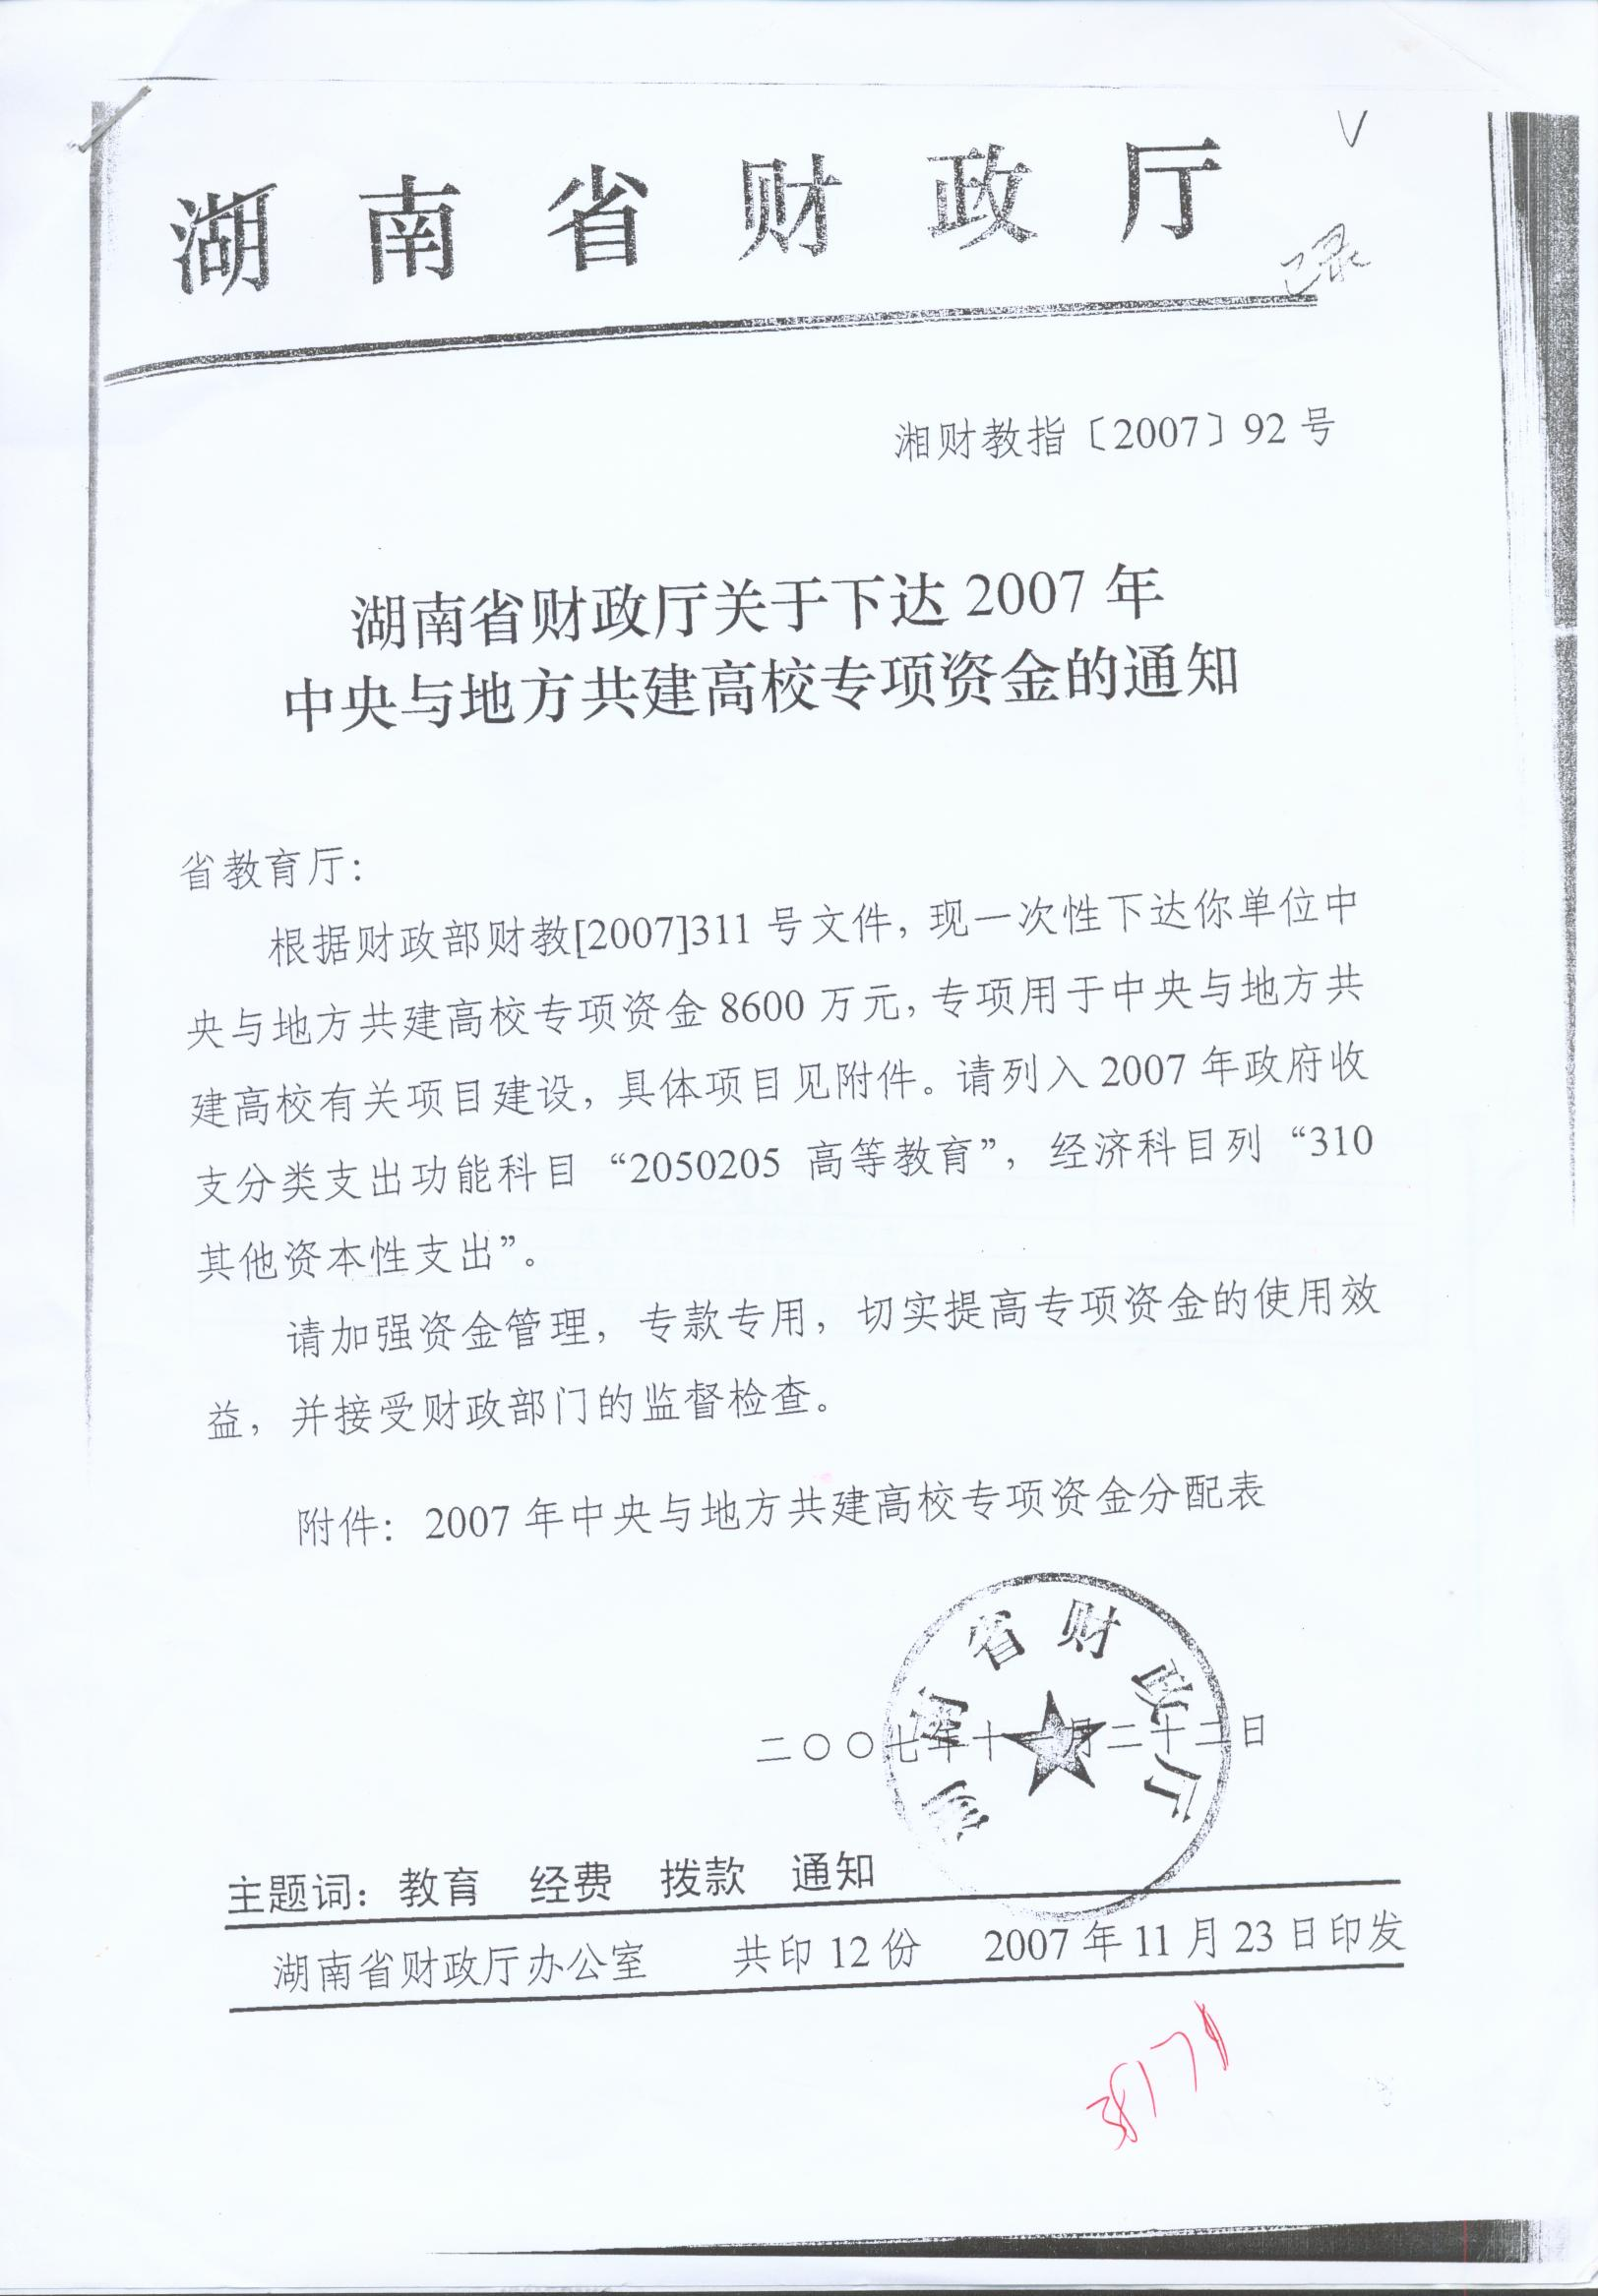 湖南省财政厅
湘财教指〔2007〕92号
湖南省财政厅关于下达2007年
中央与地方共建高校专项资金的通知
省教育厅：
根据财政部财教[2007]311号文件，现一次性下达你单位中
央与地方共建高校专项资金8600万元，专项用于中央与地方共
建高校有关项目建设，具体项目见附件。请列入2007年政府收
支分类支出功能科目“2050205 高等教育”，经济科目列“310
其他资本性支出”。
请加强资金管理，专款专用，切实提高专项资金的使用效
益，并接受财政部门的监督检查。
附件：2007年中央与地方共建高校专项资金分配表
省财政厅
二〇〇七年十一月二十二日
主题词：教育 经费 拨款 通知
湖南省财政厅办公室 共印12份 2007年11月23日印发